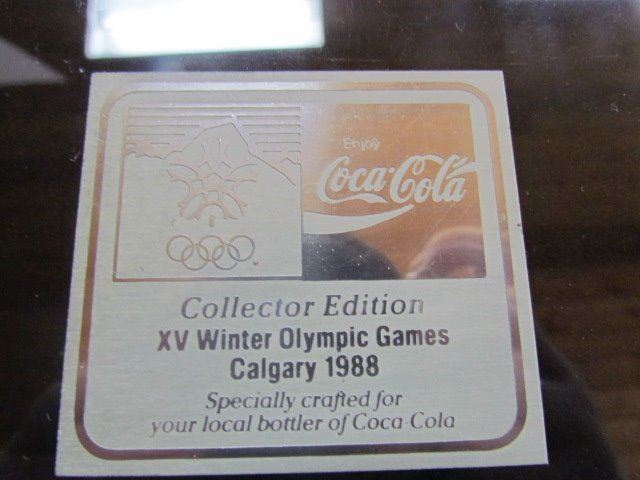 Enjoy
Coca-Cola
Collector Edition
XV Winter Olympic Games
Calgary 1988
Specially crafted for
your local bottler of Coca-Cola